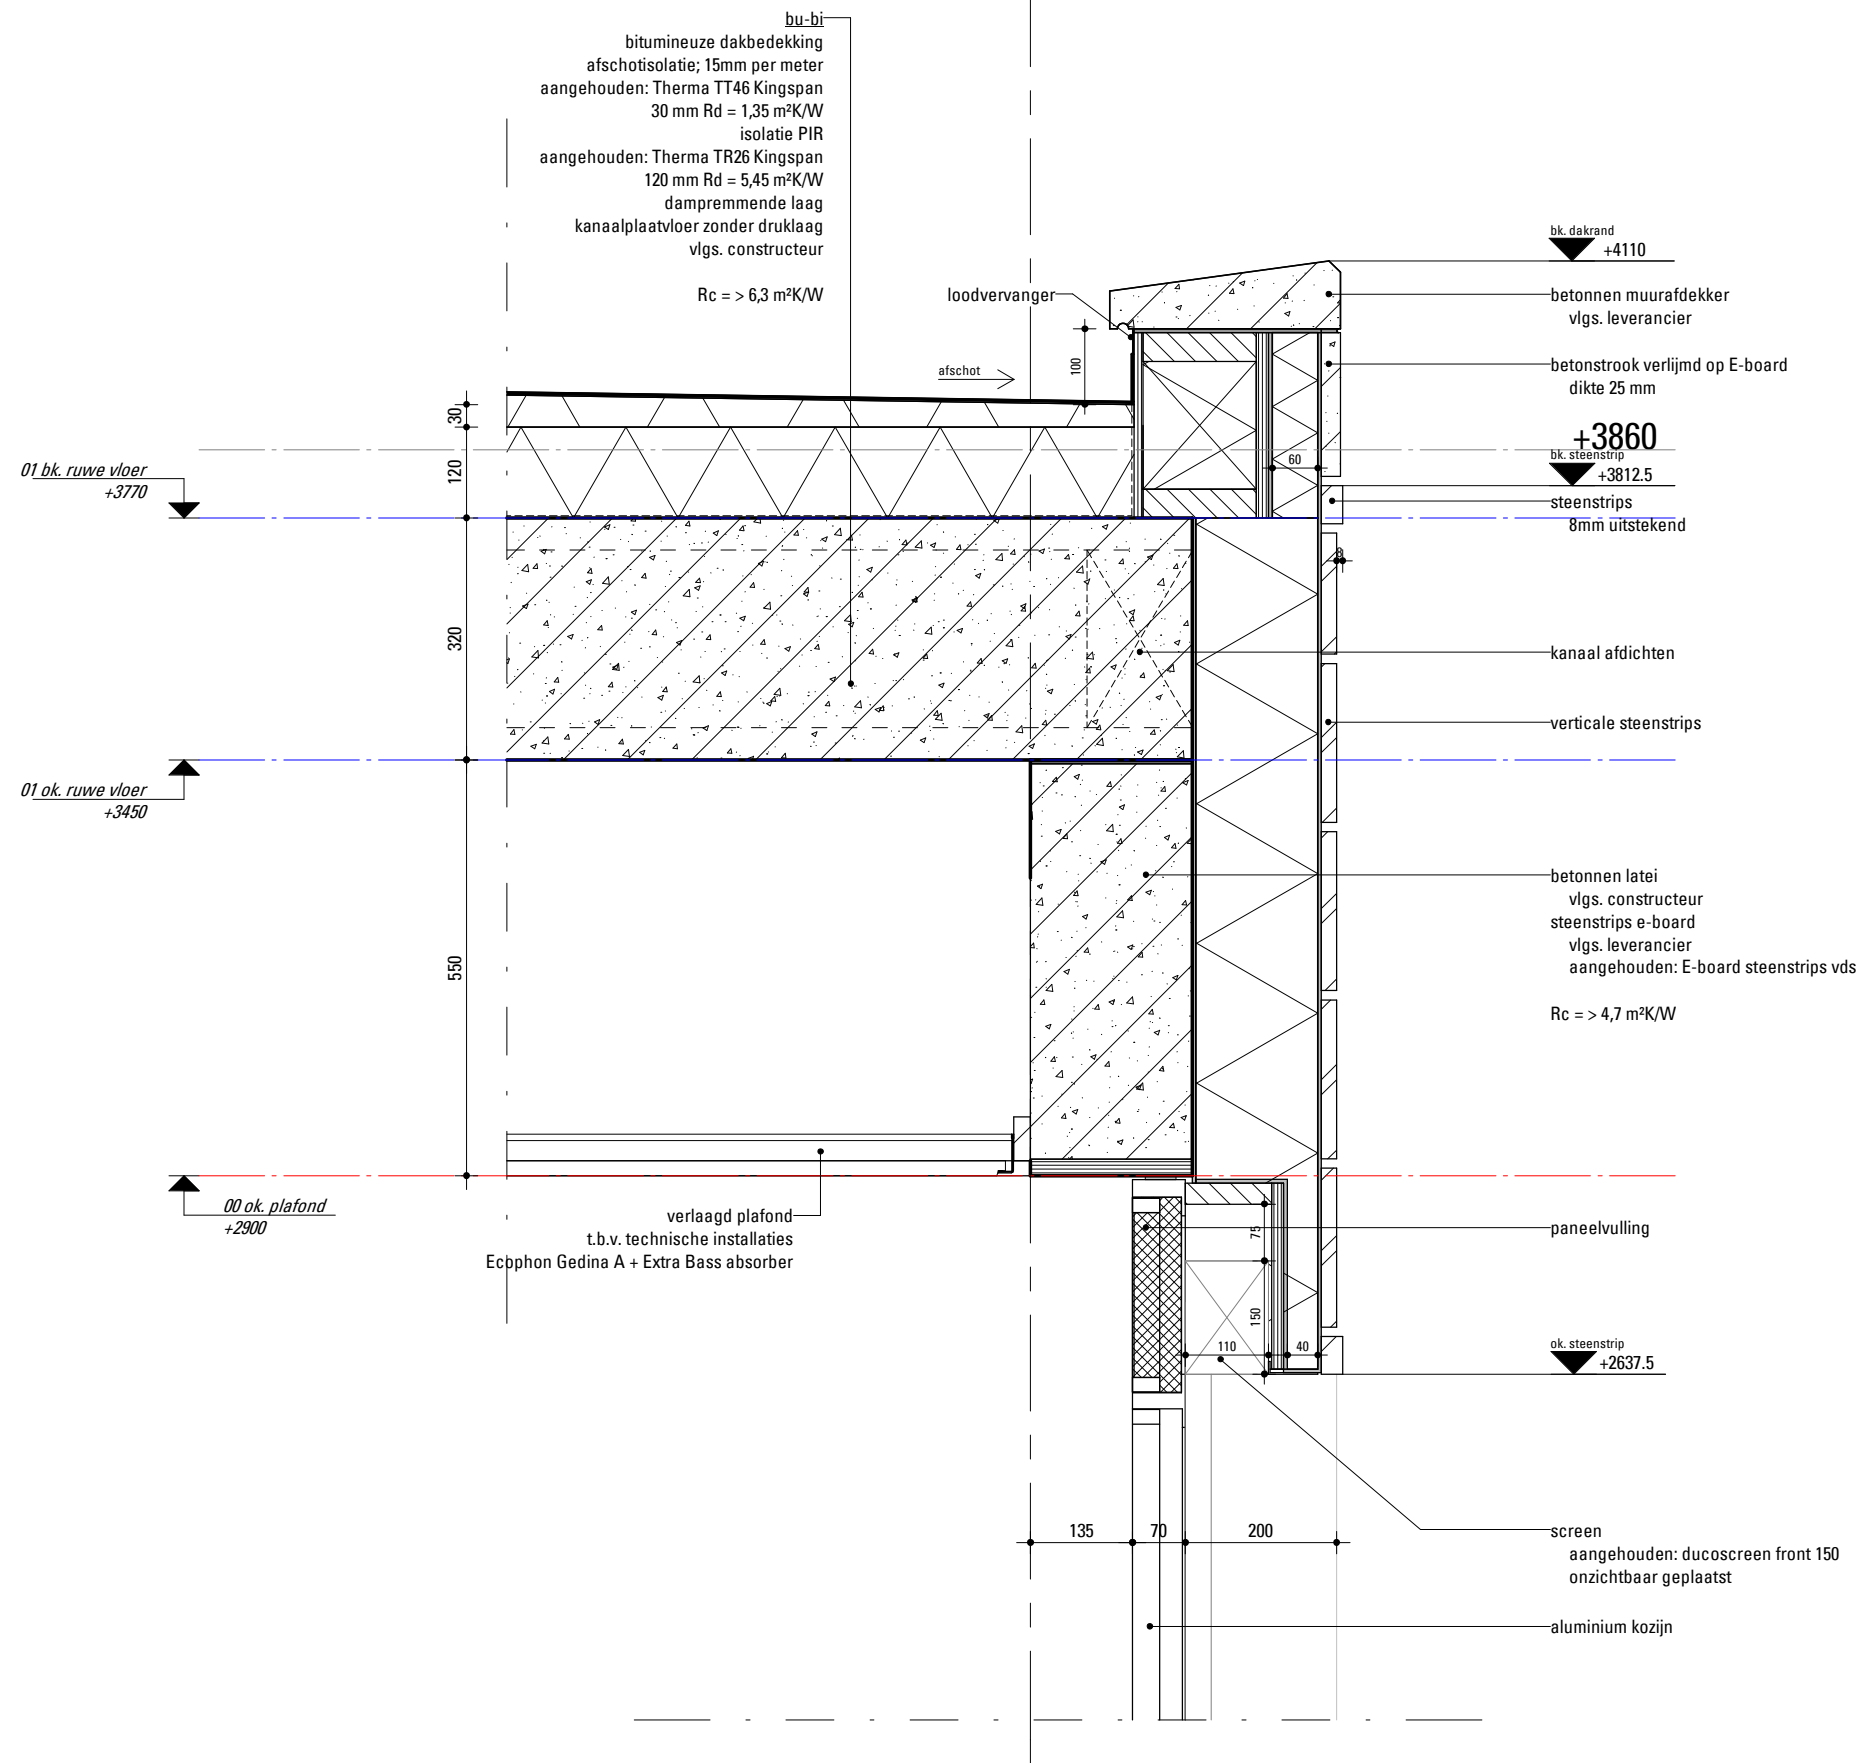 bu-bi
bitumineuze dakbedekking
afschotisolatie; 15mm per meter
aangehouden: Therma TT46 Kingspan
30 mm Rd = 1,35 m²K/W
isolatie PIR
aangehouden: Therma TR26 Kingspan
120 mm Rd = 5,45 m²K/W
dampremmende laag
kanaalplaatvloer zonder druklaag
vlgs. constructeur
Rc = > 6,3 m²K/W
loodvervanger
afschot
100
30
120
320
550
60
8
01 bk. ruwe vloer
+3770
01 ok. ruwe vloer
+3450
00 ok. plafond
+2900
verlaagd plafond
t.b.v. technische installaties
Ecophon Gedina A + Extra Bass absorber
bk. dakrand
+4110
betonnen muurafdekker
vlgs. leverancier
betonstrook verlijmd op E-board
dikte 25 mm
+3860
bk. steenstrip
+3812.5
steenstrips
8mm uitstekend
kanaal afdichten
verticale steenstrips
betonnen latei
vlgs. constructeur
steenstrips e-board
vlgs. leverancier
aangehouden: E-board steenstrips vds
Rc = > 4,7 m²K/W
paneelvulling
75
150
110
40
ok. steenstrip
+2637.5
135
70
200
screen
aangehouden: ducoscreen front 150
onzichtbaar geplaatst
aluminium kozijn